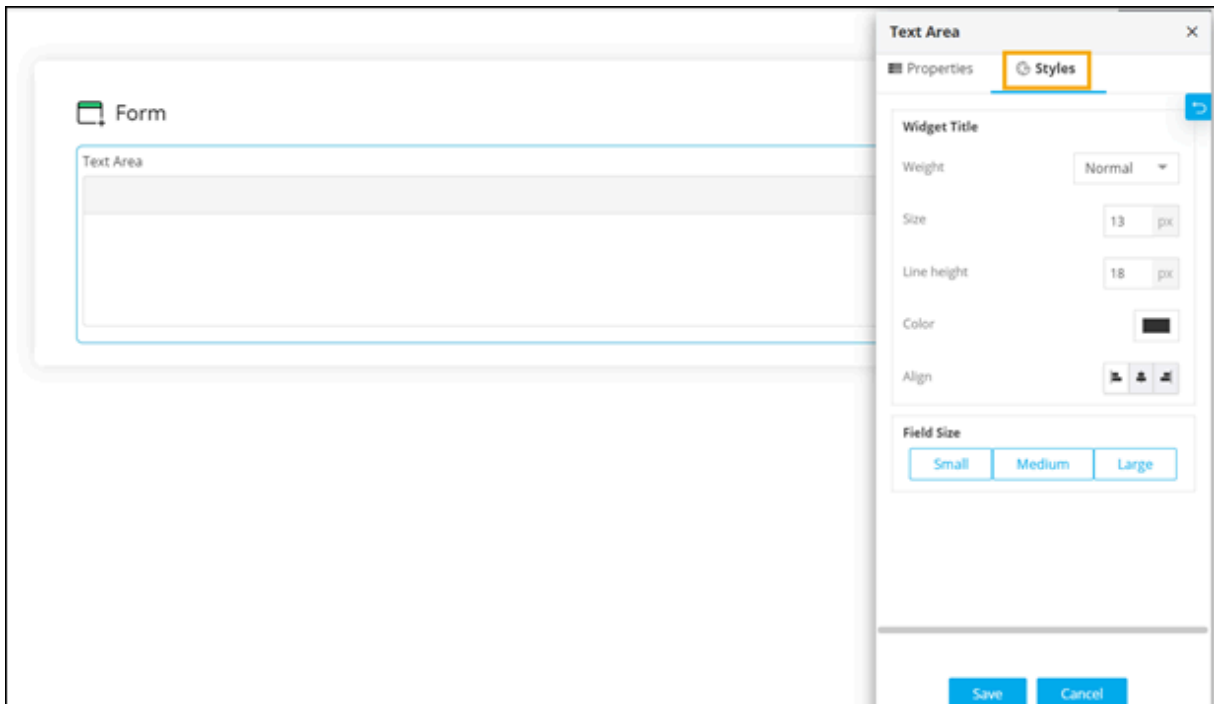 Text Area
Properties
Styles
Form
Text Area
Widget Title
Weight
Normal
Size
13 px
Line height
18 px
Color
Align
Field Size
Small
Medium
Large
Save
Cancel